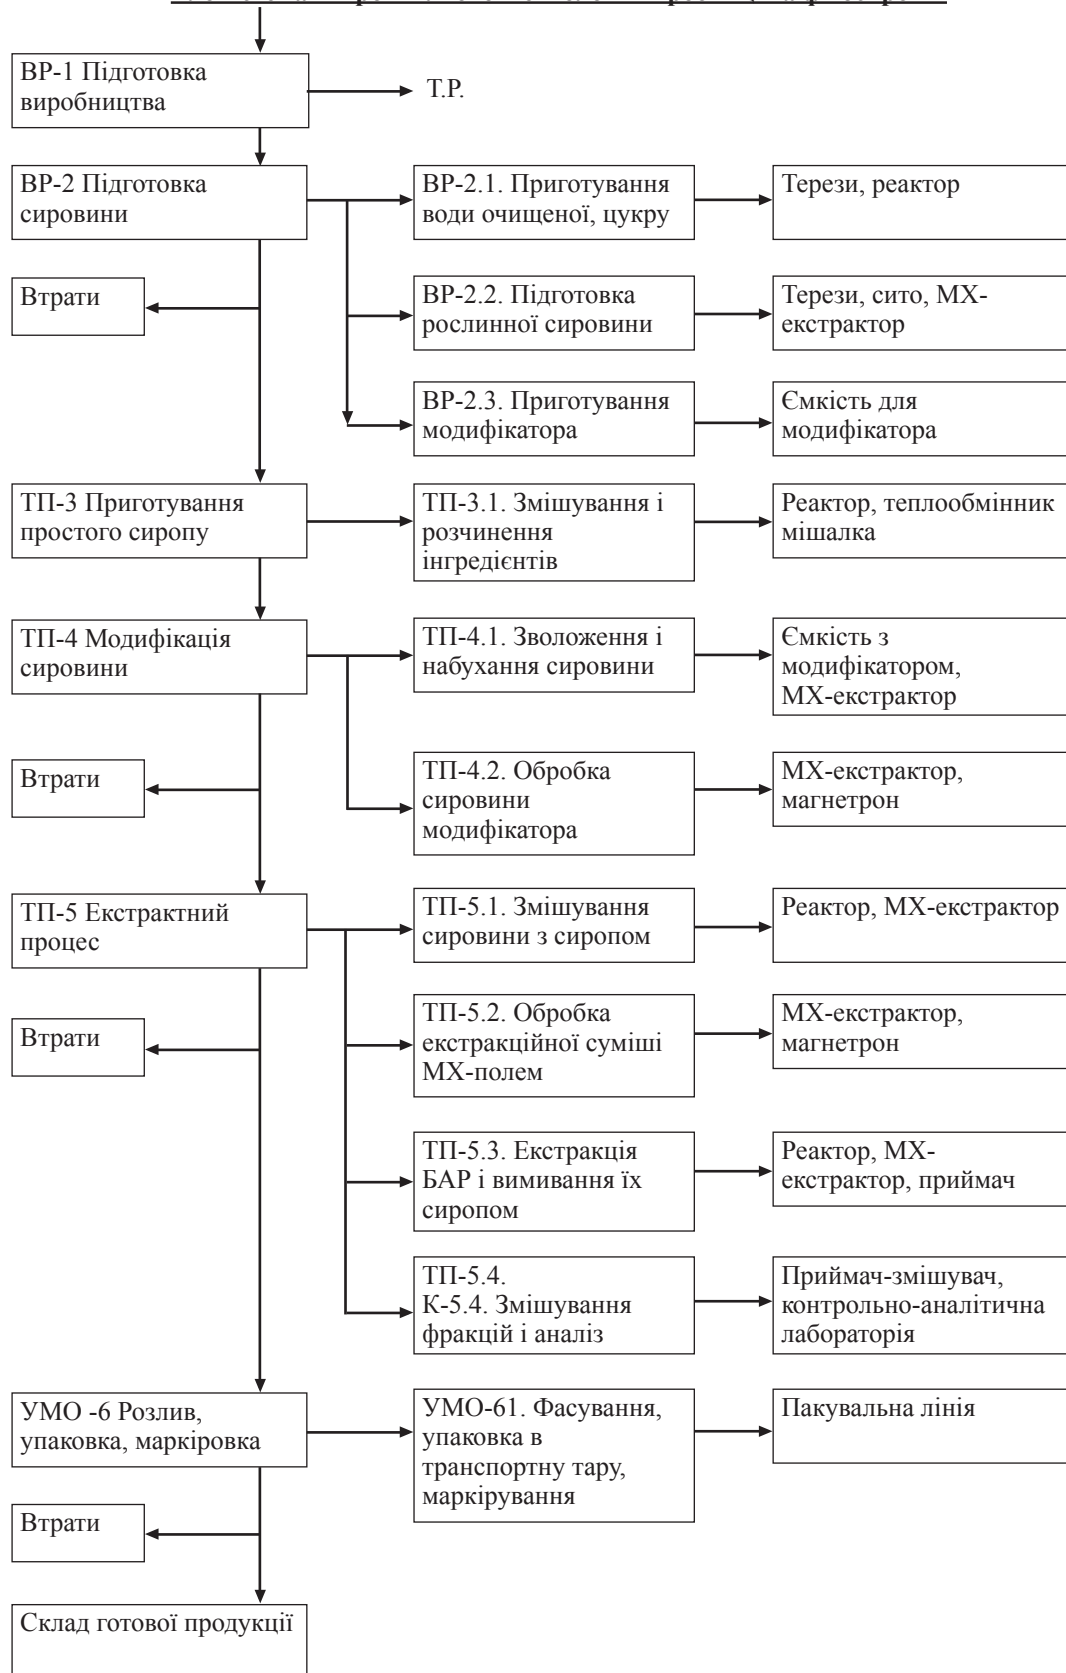 ВР-1 Підготовка
виробництва
Т.Р.
ВР-2 Підготовка
сировини
ВР-2.1. Приготування
води очищеної, цукру
Терези, реактор
Втрати
ВР-2.2. Підготовка
рослинної сировини
Терези, сито, МХ-
екстрактор
ВР-2.3. Приготування
модифікатора
Ємкість для
модифікатора
ТП-3 Приготування
простого сиропу
ТП-3.1. Змішування і
розчинення
інгредієнтів
Реактор, теплообмінник
мішалка
ТП-4 Модифікація
сировини
ТП-4.1. Зволоження і
набухання сировини
Ємкість з
модифікатором,
МХ-екстрактор
Втрати
ТП-4.2. Обробка
сировини
модифікатора
МХ-екстрактор,
магнетрон
ТП-5 Екстрактний
процес
ТП-5.1. Змішування
сировини з сиропом
Реактор, МХ-екстрактор
Втрати
ТП-5.2. Обробка
екстракційної суміші
МХ-полем
МХ-екстрактор,
магнетрон
ТП-5.3. Екстракція
БАР і вимивання їх
сиропом
Реактор, МХ-
екстрактор, приймач
ТП-5.4.
К-5.4. Змішування
фракцій і аналіз
Приймач-змішувач,
контрольно-аналітична
лабораторія
УМО -6 Розлив,
упаковка, маркіровка
УМО-61. Фасування,
упаковка в
транспортну тару,
маркірування
Пакувальна лінія
Втрати
Склад готової продукції